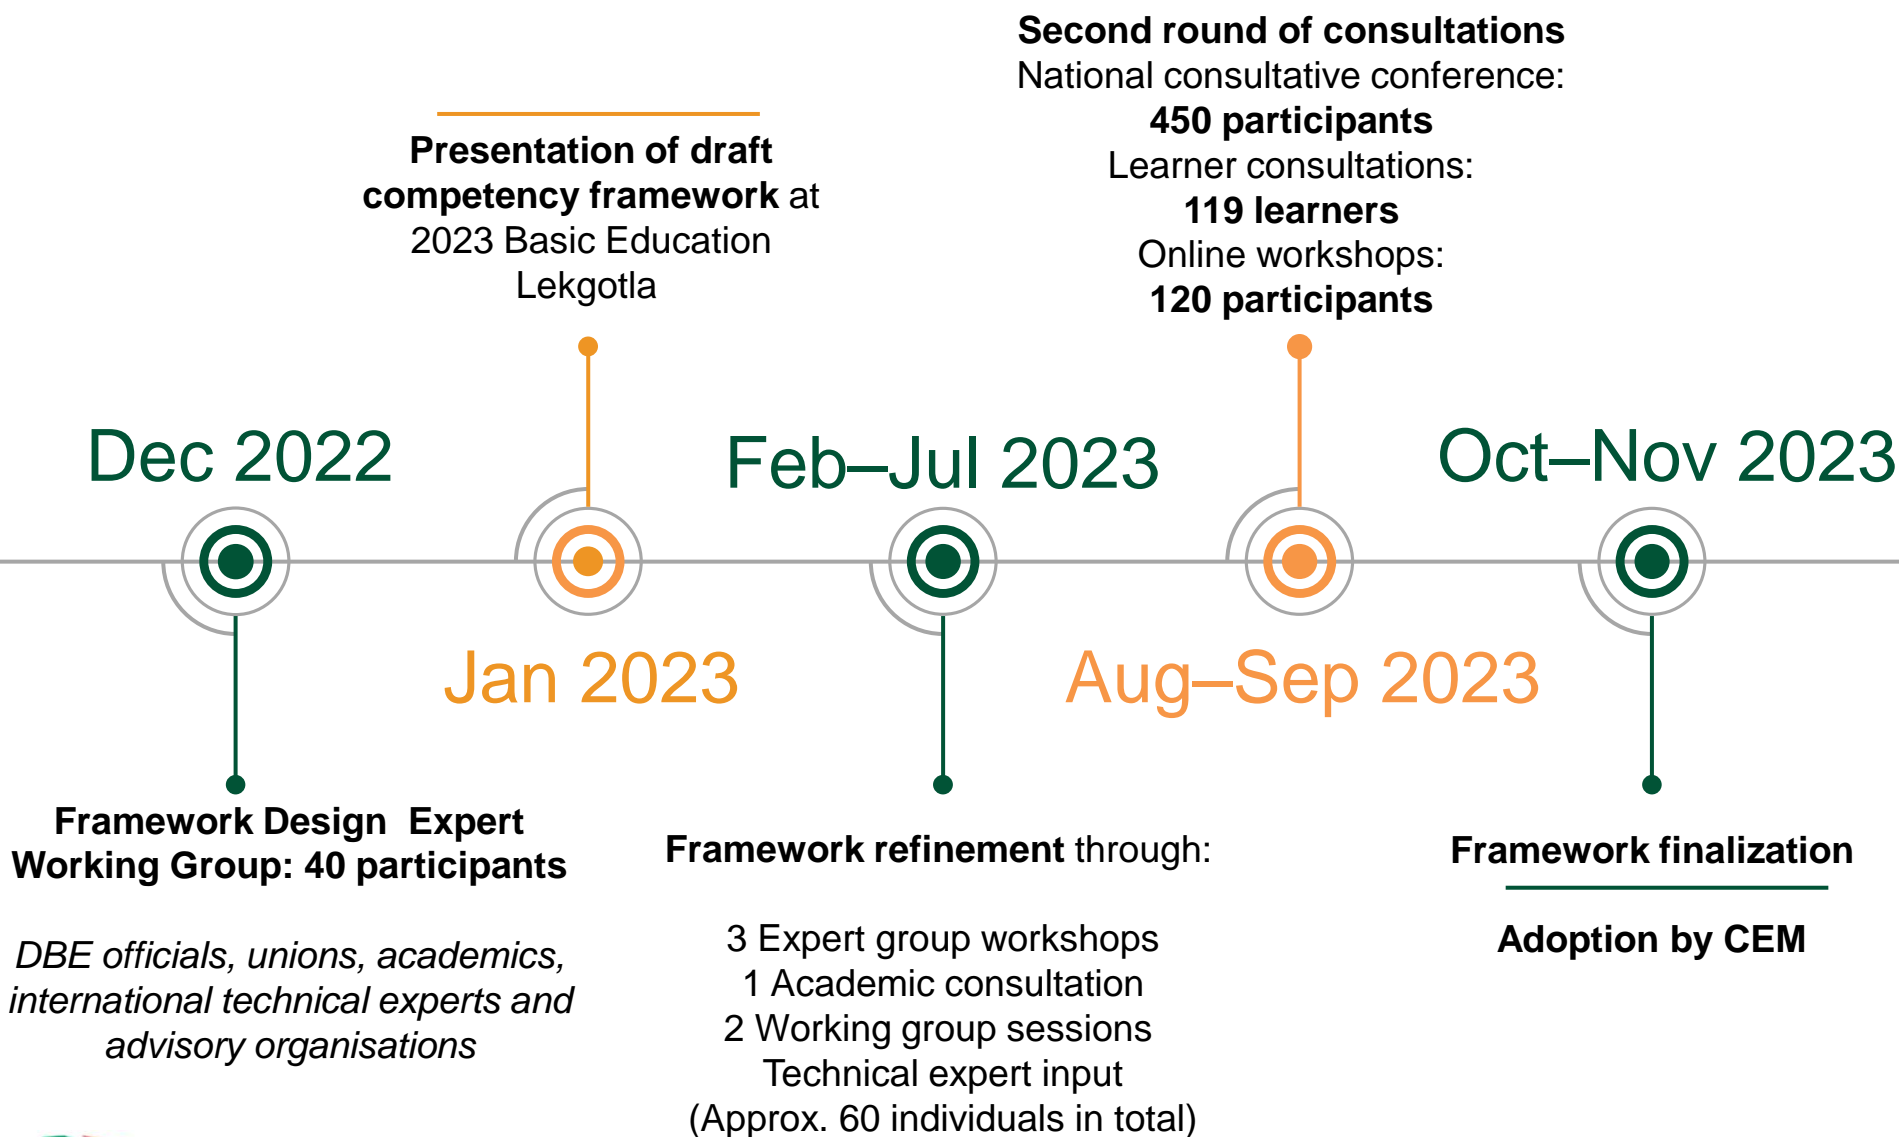 Dec 2022
Framework Design  Expert
Working Group: 40 participants
DBE officials, unions, academics,
international technical experts and
advisory organisations
Presentation of draft
competency framework at
2023 Basic Education
Lekgotla
Jan 2023
Feb–Jul 2023
Framework refinement through:
3 Expert group workshops
1 Academic consultation
2 Working group sessions
Technical expert input
(Approx. 60 individuals in total)
Second round of consultations
National consultative conference:
450 participants
Learner consultations:
119 learners
Online workshops:
120 participants
Aug–Sep 2023
Oct–Nov 2023
Framework finalization
Adoption by CEM